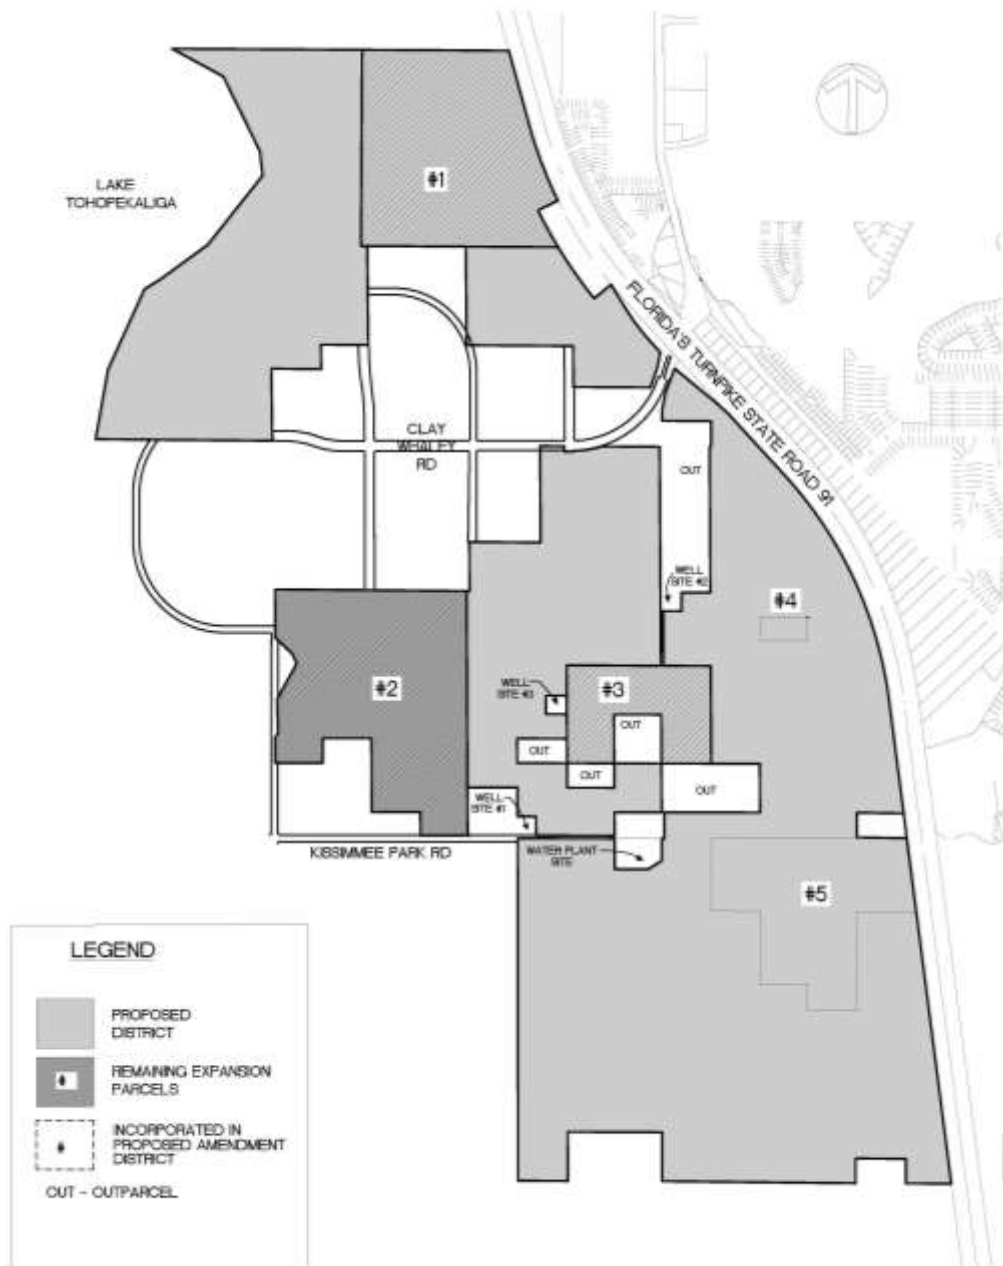 #1
LAKE
TOHOPEKALIGA
FLORIDA'S TURNPIKE STATE ROAD 91
CLAY
WHALEY
RD
OUT
WELL
SITE #2
#4
#2
WELL
SITE #3
#3
OUT
OUT
OUT
OUT
WELL
SITE #1
KISSIMMEE PARK RD
WATER PLANT
SITE
#5
LEGEND
PROPOSED
DISTRICT
#
REMAINING EXPANSION
PARCELS
#
INCORPORATED IN
PROPOSED AMENDMENT
DISTRICT
OUT - OUTPARCEL